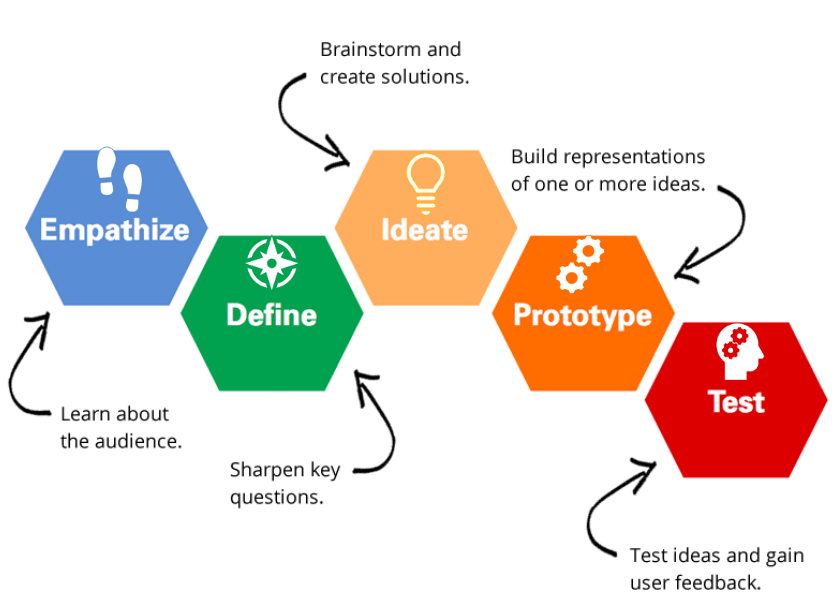 Brainstorm and
create solutions.
Build representations
of one or more ideas.
Empathize
Ideate
Define
Prototype
Test
Learn about
the audience.
Sharpen key
questions.
Test ideas and gain
user feedback.